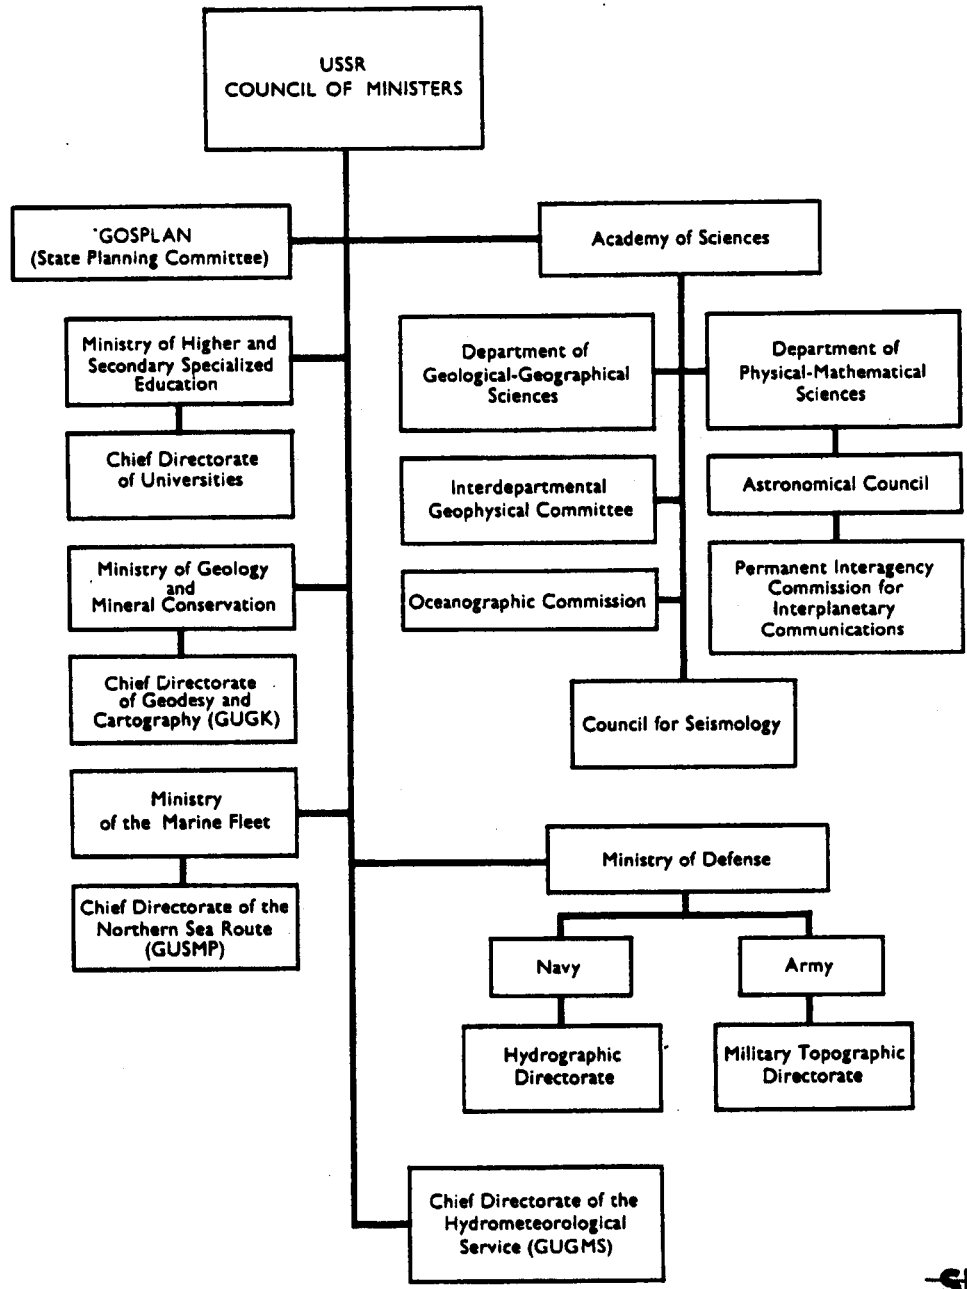 USSR
COUNCIL OF MINISTERS
GOSPLAN
(State Planning Committee)
Academy of Sciences
Ministry of Higher and
Secondary Specialized
Education
Department of
Geological-Geographical
Sciences
Department of
Physical-Mathematical
Sciences
Chief Directorate
of Universities
Interdepartmental
Geophysical Committee
Astronomical Council
Ministry of Geology
and
Mineral Conservation
Oceanographic Commission
Permanent Interagency
Commission for
Interplanetary
Communications
Chief Directorate
of Geodesy and
Cartography (GUGK)
Council for Seismology
Ministry
of the Marine Fleet
Ministry of Defense
Chief Directorate of the
Northern Sea Route
(GUSMP)
Navy
Army
Hydrographic
Directorate
Military Topographic
Directorate
Chief Directorate of the
Hydrometeorological
Service (GUGMS)